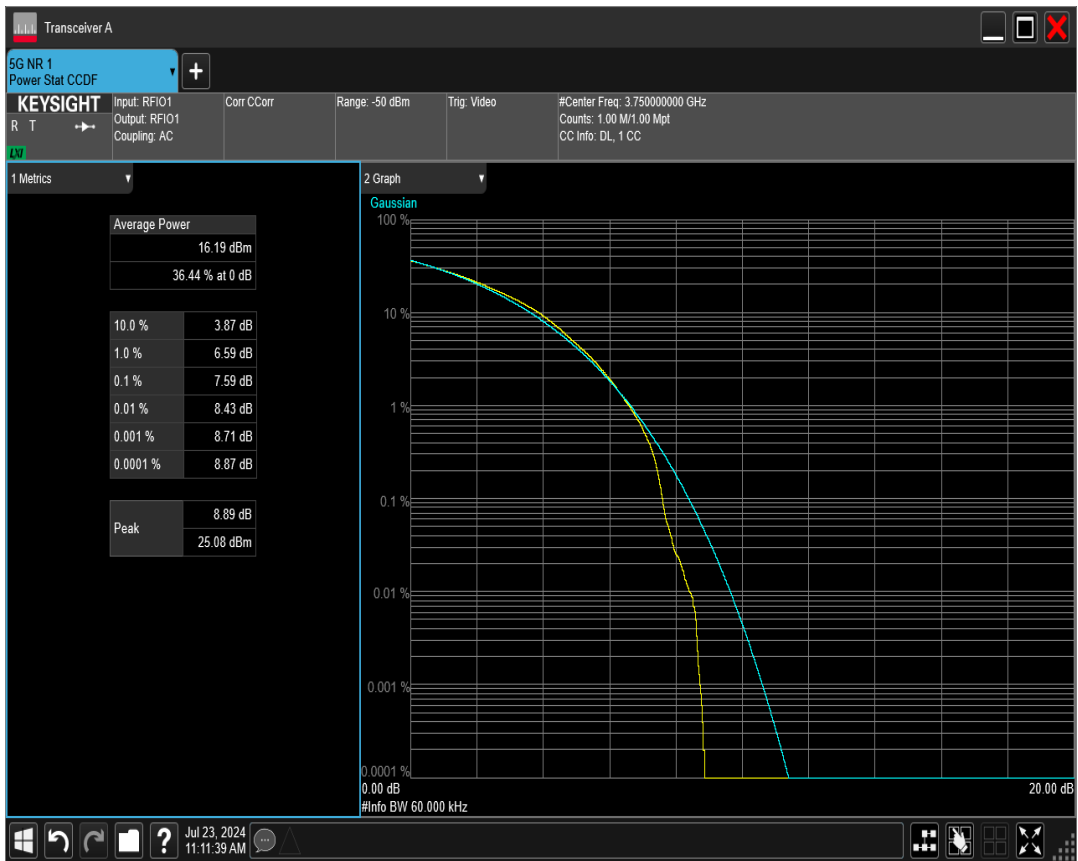 Transceiver A
5G NR 1
Power Stat CCDF
KEYSIGHT
R T
LXI
Input: RFIO1
Output: RFIO1
Coupling: AC
Corr CCorr
Range: -50 dBm
Trig: Video
#Center Freq: 3.750000000 GHz
Counts: 1.00 M/1.00 Mpt
CC Info: DL, 1 CC
1 Metrics
Average Power
16.19 dBm
36.44 % at 0 dB
10.0 % 3.87 dB
1.0 % 6.59 dB
0.1 % 7.59 dB
0.01 % 8.43 dB
0.001 % 8.71 dB
0.0001 % 8.87 dB
Peak 8.89 dB
25.08 dBm
2 Graph
Gaussian
100 %
10 %
1 %
0.1 %
0.01 %
0.001 %
0.0001 %
0.00 dB 20.00 dB
#Info BW 60.000 kHz
Jul 23, 2024
11:11:39 AM